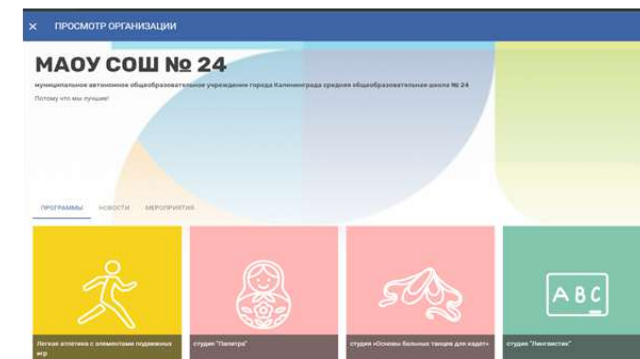 × ПРОСМОТР ОРГАНИЗАЦИИ
МАОУ СОШ № 24
муниципальное автономное общеобразовательное учреждение города Калининграда средняя общеобразовательная школа № 24
Потому что мы лучшие!
ПРОГРАММЫ НОВОСТИ МЕРОПРИЯТИЯ
ABC
Легкая атлетика с элементами подвижных игр
студия "Палитра"
студия «Основы бальных танцев для кадет»
студия "Лингвистик"